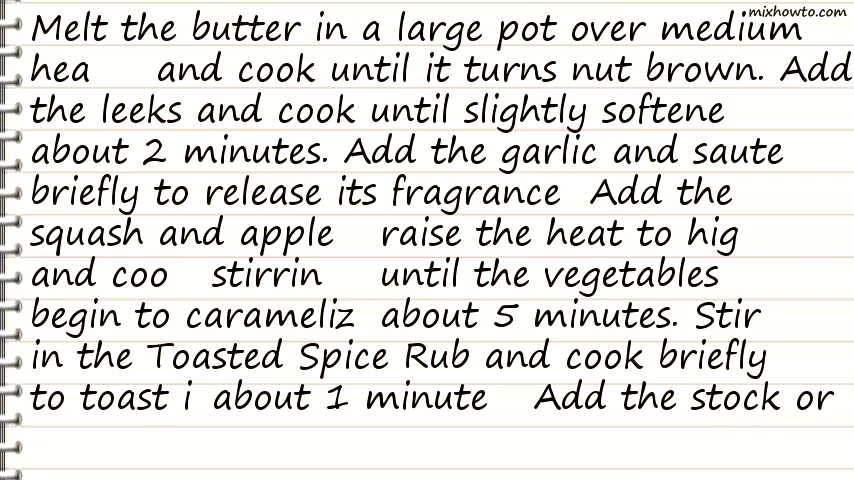 mixhowto.com
Melt the butter in a large pot over medium
hea and cook until it turns nut brown. Add
the leeks and cook until slightly softene
about 2 minutes. Add the garlic and saute
briefly to release its fragrance Add the
squash and apple raise the heat to hig
and coo stirrin until the vegetables
begin to carameliz about 5 minutes. Stir
in the Toasted Spice Rub and cook briefly
to toast i about 1 minute Add the stock or